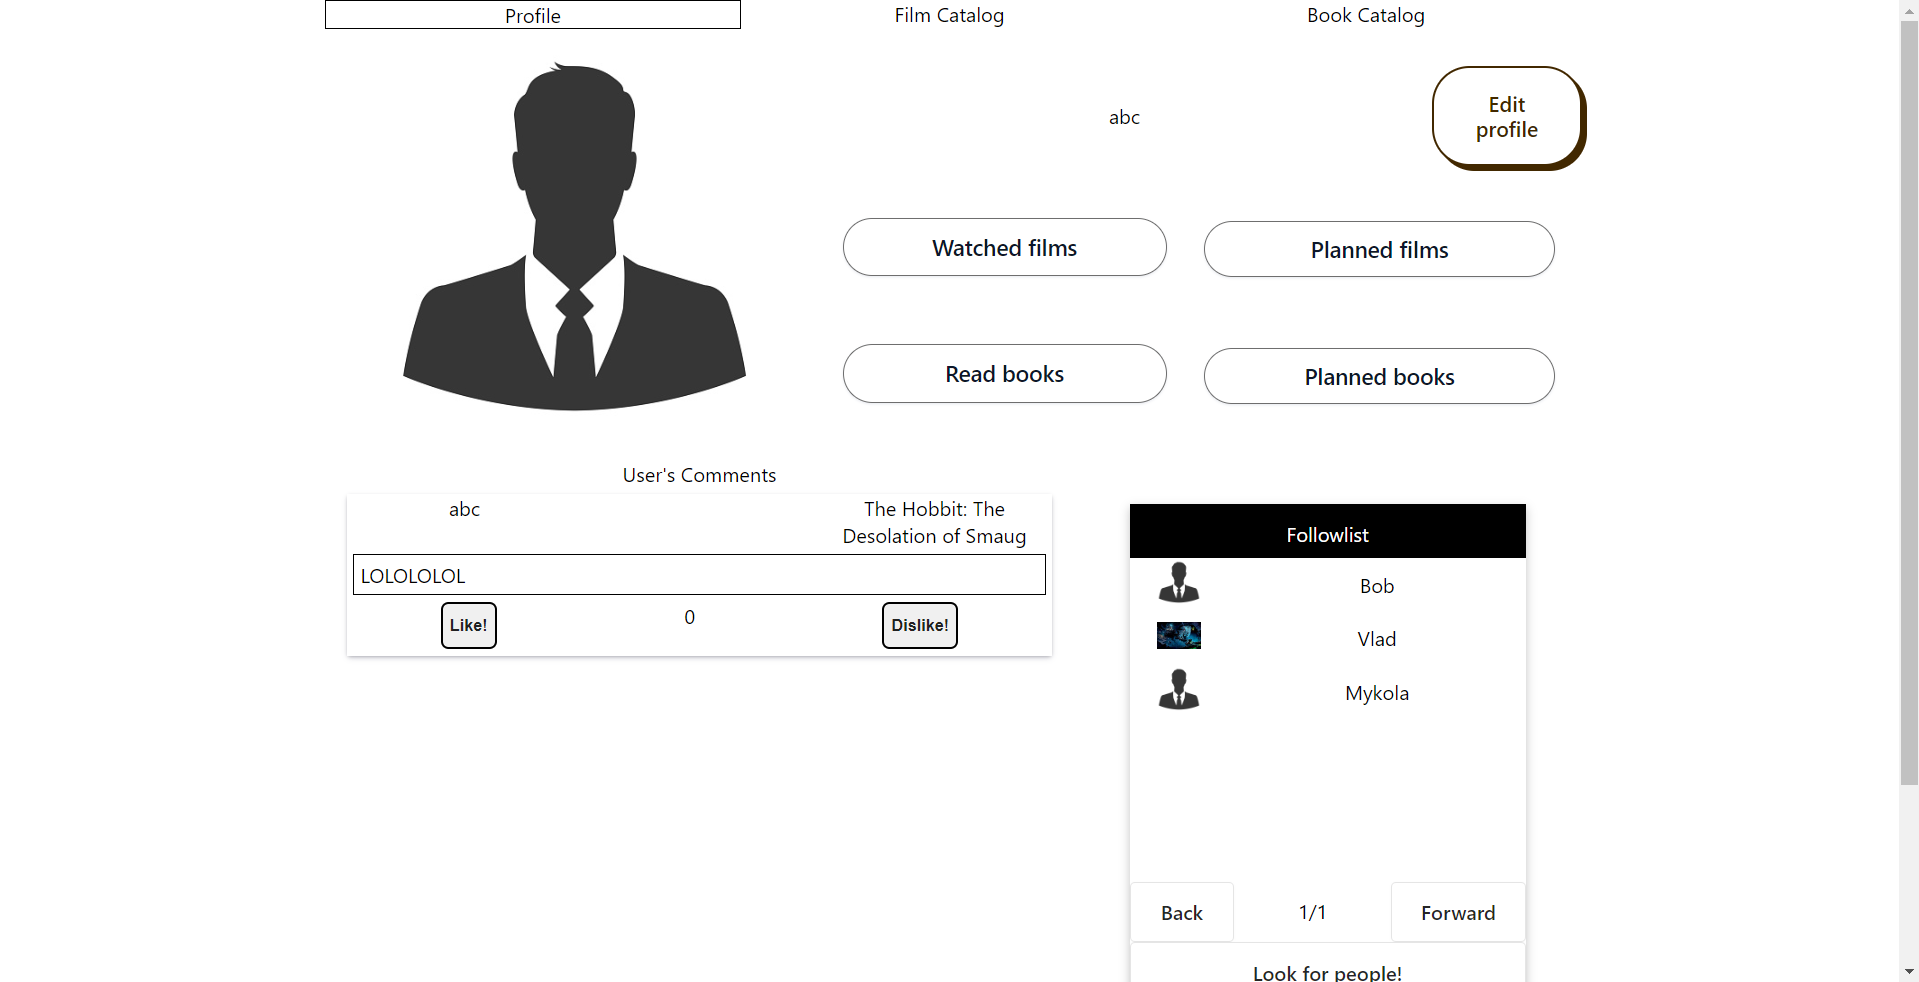 Profile
Film Catalog
Book Catalog
abc
Edit
profile
Watched films
Planned films
Read books
Planned books
User's Comments
abc
The Hobbit: The
Desolation of Smaug
LOLOLOLOL
Like!
0
Dislike!
Followlist
Bob
Vlad
Mykola
Back
1/1
Forward
Look for people!